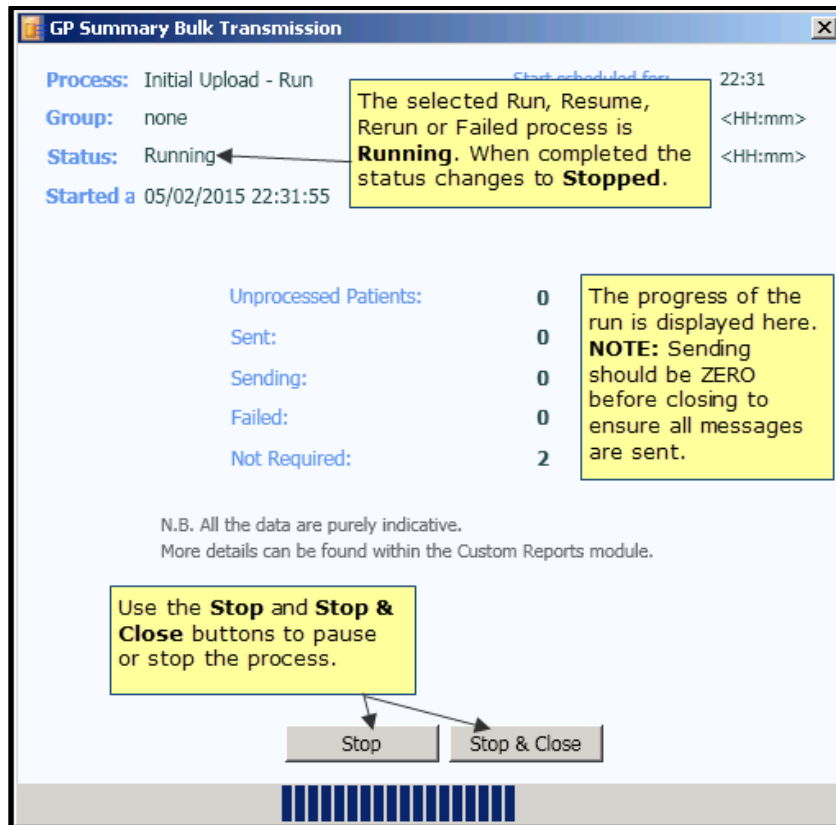 GP Summary Bulk Transmission
Process: Initial Upload - Run
22:31
Group: none
<HH:mm>
Status: Running
<HH:mm>
Started a 05/02/2015 22:31:55
The selected Run, Resume,
Rerun or Failed process is
Running. When completed the
status changes to Stopped.
Unprocessed Patients: 0
Sent: 0
Sending: 0
Failed: 0
Not Required: 2
The progress of the
run is displayed here.
NOTE: Sending
should be ZERO
before closing to
ensure all messages
are sent.
N.B. All the data are purely indicative.
More details can be found within the Custom Reports module.
Use the Stop and Stop &
Close buttons to pause
or stop the process.
Stop
Stop & Close